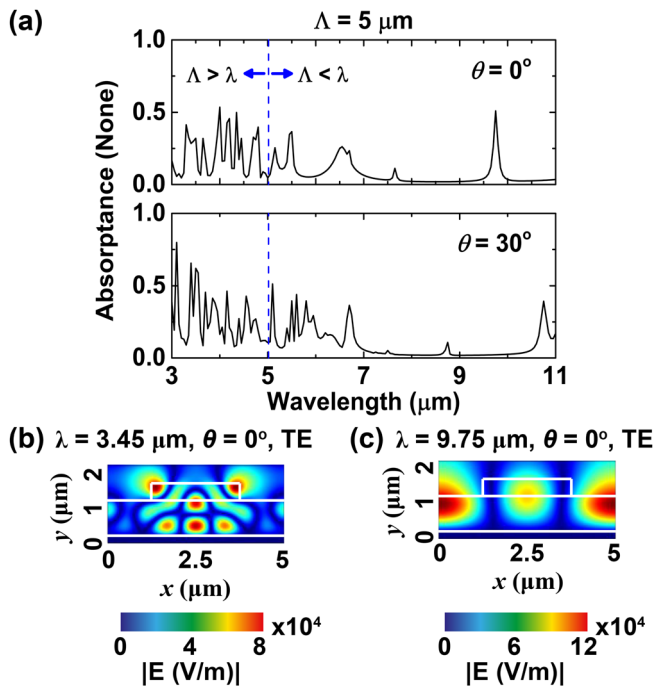 (a)
Λ = 5 μm
1.0
Λ > λ
Λ < λ
θ = 0°
0.5
0.0
1.0
θ = 30°
0.5
0.0
Absorptance (None)
3 5 7 9 11
Wavelength (μm)
(b) λ = 3.45 μm, θ = 0°, TE
2
1
0
y (μm)
0 2.5 5
x (μm)
x10⁴
0 4 8
|E (V/m)|
(c) λ = 9.75 μm, θ = 0°, TE
2
1
0
y (μm)
0 2.5 5
x (μm)
x10⁴
0 6 12
|E (V/m)|